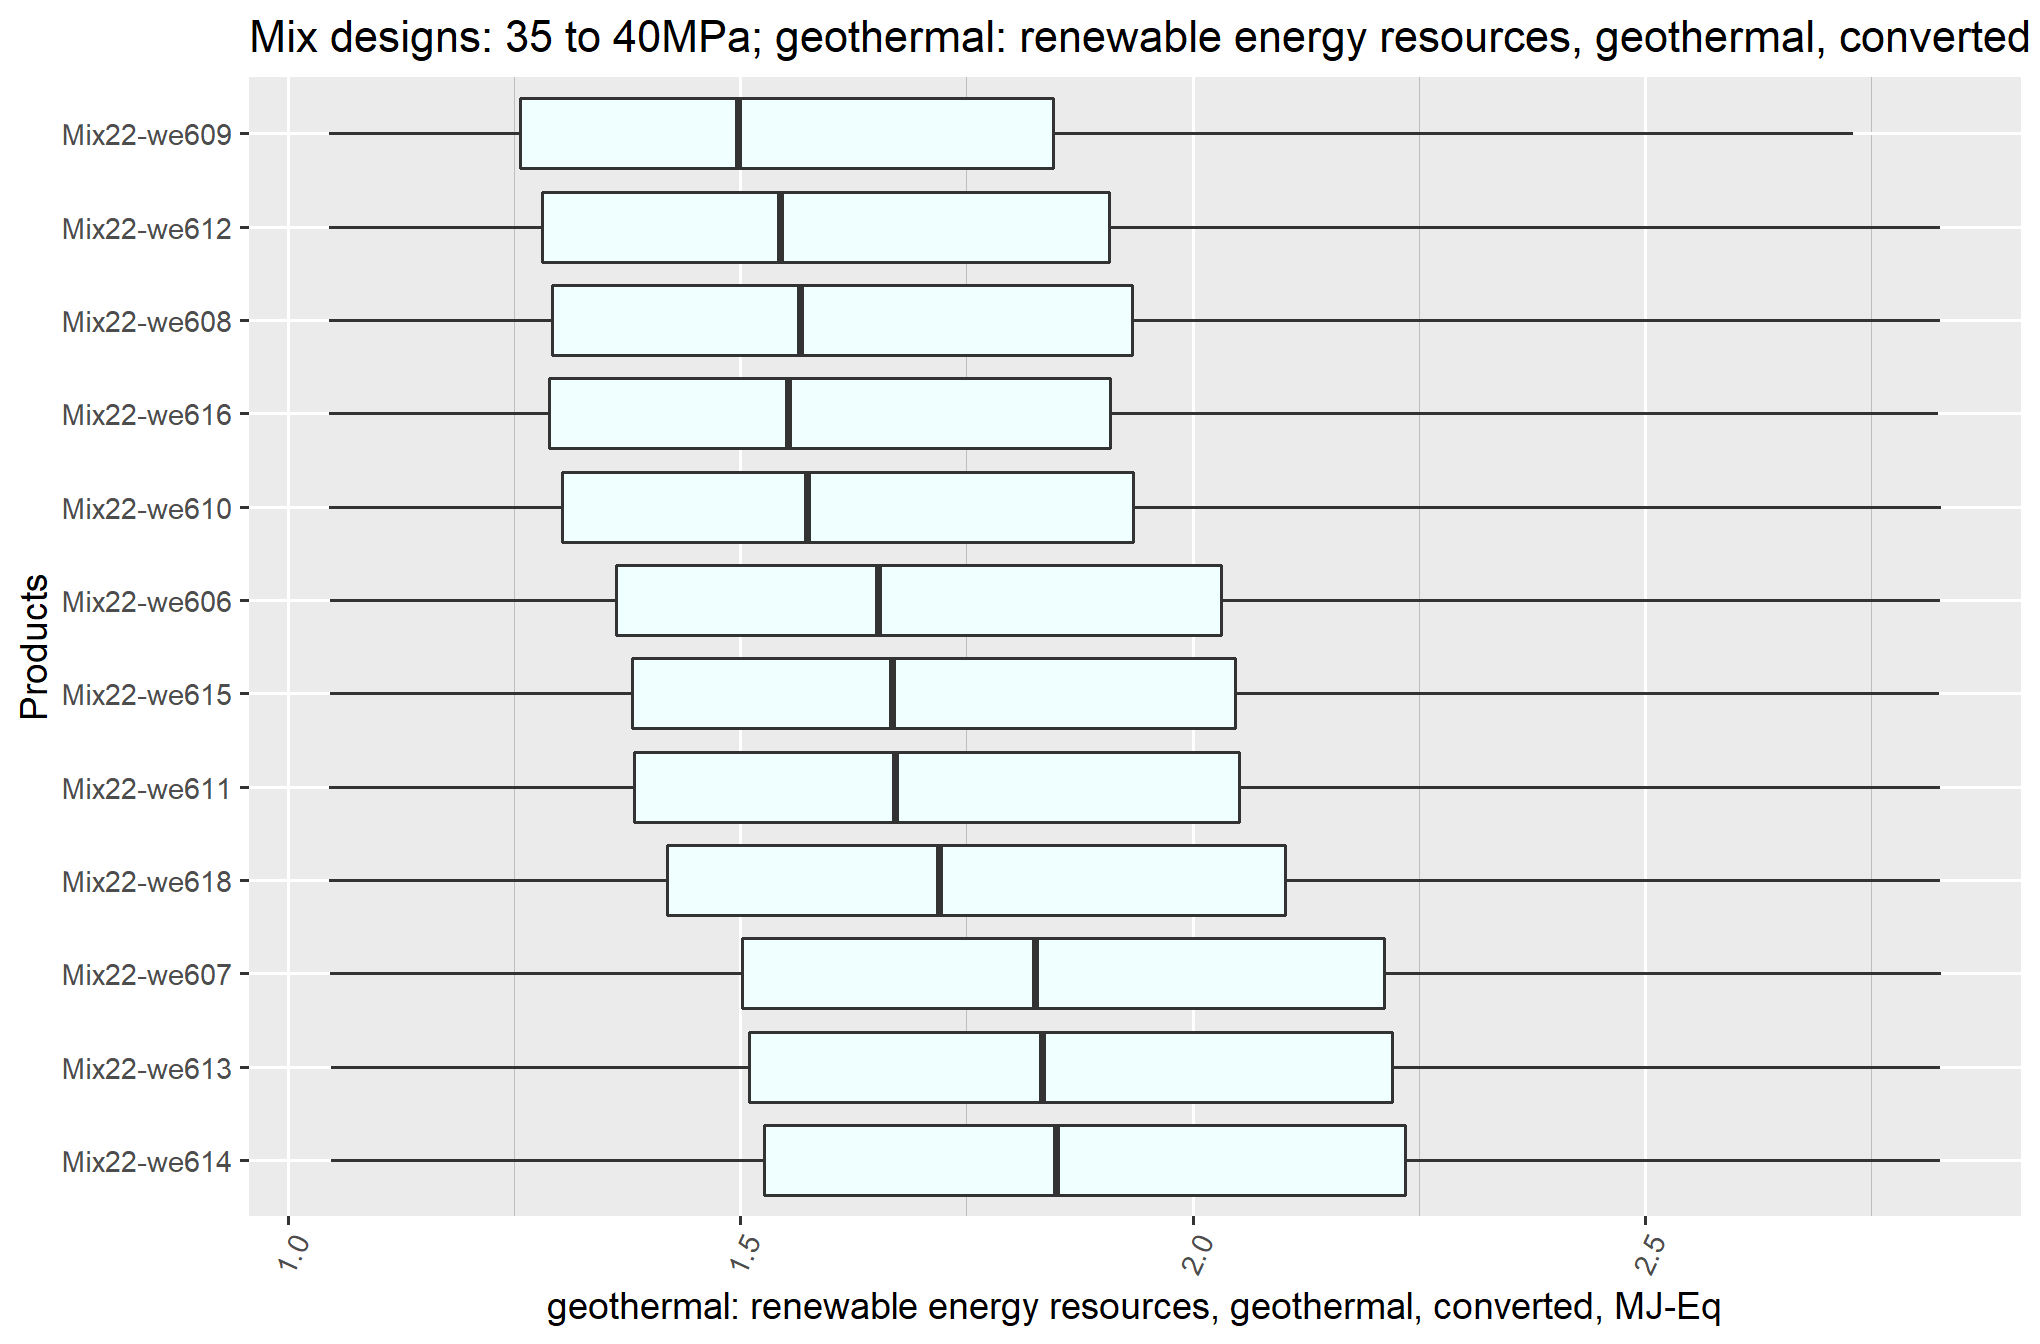 Mix designs: 35 to 40MPa; geothermal: renewable energy resources, geothermal, converted
Products
Mix22-we609
Mix22-we612
Mix22-we608
Mix22-we616
Mix22-we610
Mix22-we606
Mix22-we615
Mix22-we611
Mix22-we618
Mix22-we607
Mix22-we613
Mix22-we614
1.0
1.5
2.0
2.5
geothermal: renewable energy resources, geothermal, converted, MJ-Eq